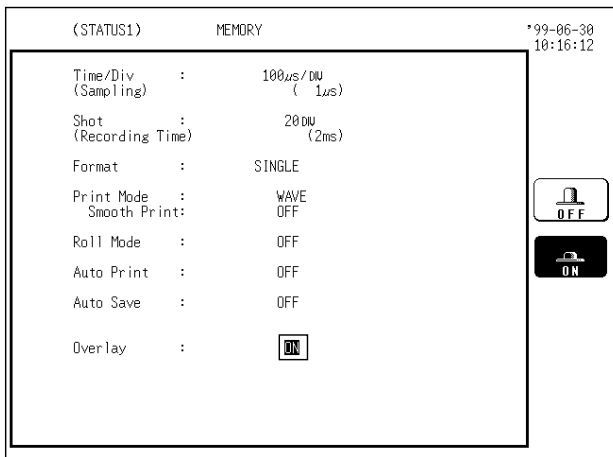 (STATUS1) MEMORY '99-06-30
10:16:12
Time/Div : 100µs/DIV
(Sampling) ( 1µs)
Shot : 20DIV
(Recording Time) (2ms)
Format : SINGLE
Print Mode : WAVE
Smooth Print: OFF
Roll Mode : OFF
Auto Print : OFF
Auto Save : OFF
Overlay : ON
OFF
ON